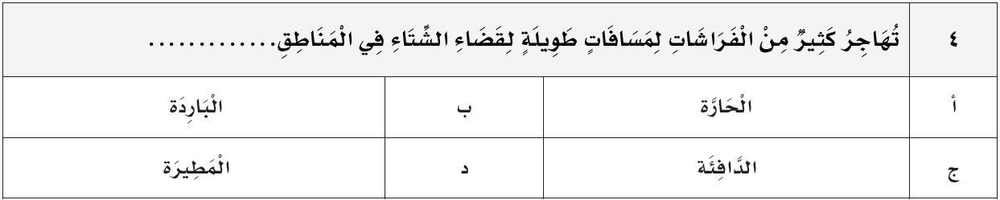 ٤ تُهَاجِرُ كَثِيرٌ مِنْ الْفَرَاشَاتِ لِمَسَافَاتٍ طَوِيلَةٍ لِقَضَاءِ الشِّتَاءِ فِي الْمَنَاطِقِ.............
أ الْحَارَّة ب الْبَارِدَة
ج الدَّافِئَة د الْمَطِيرَة